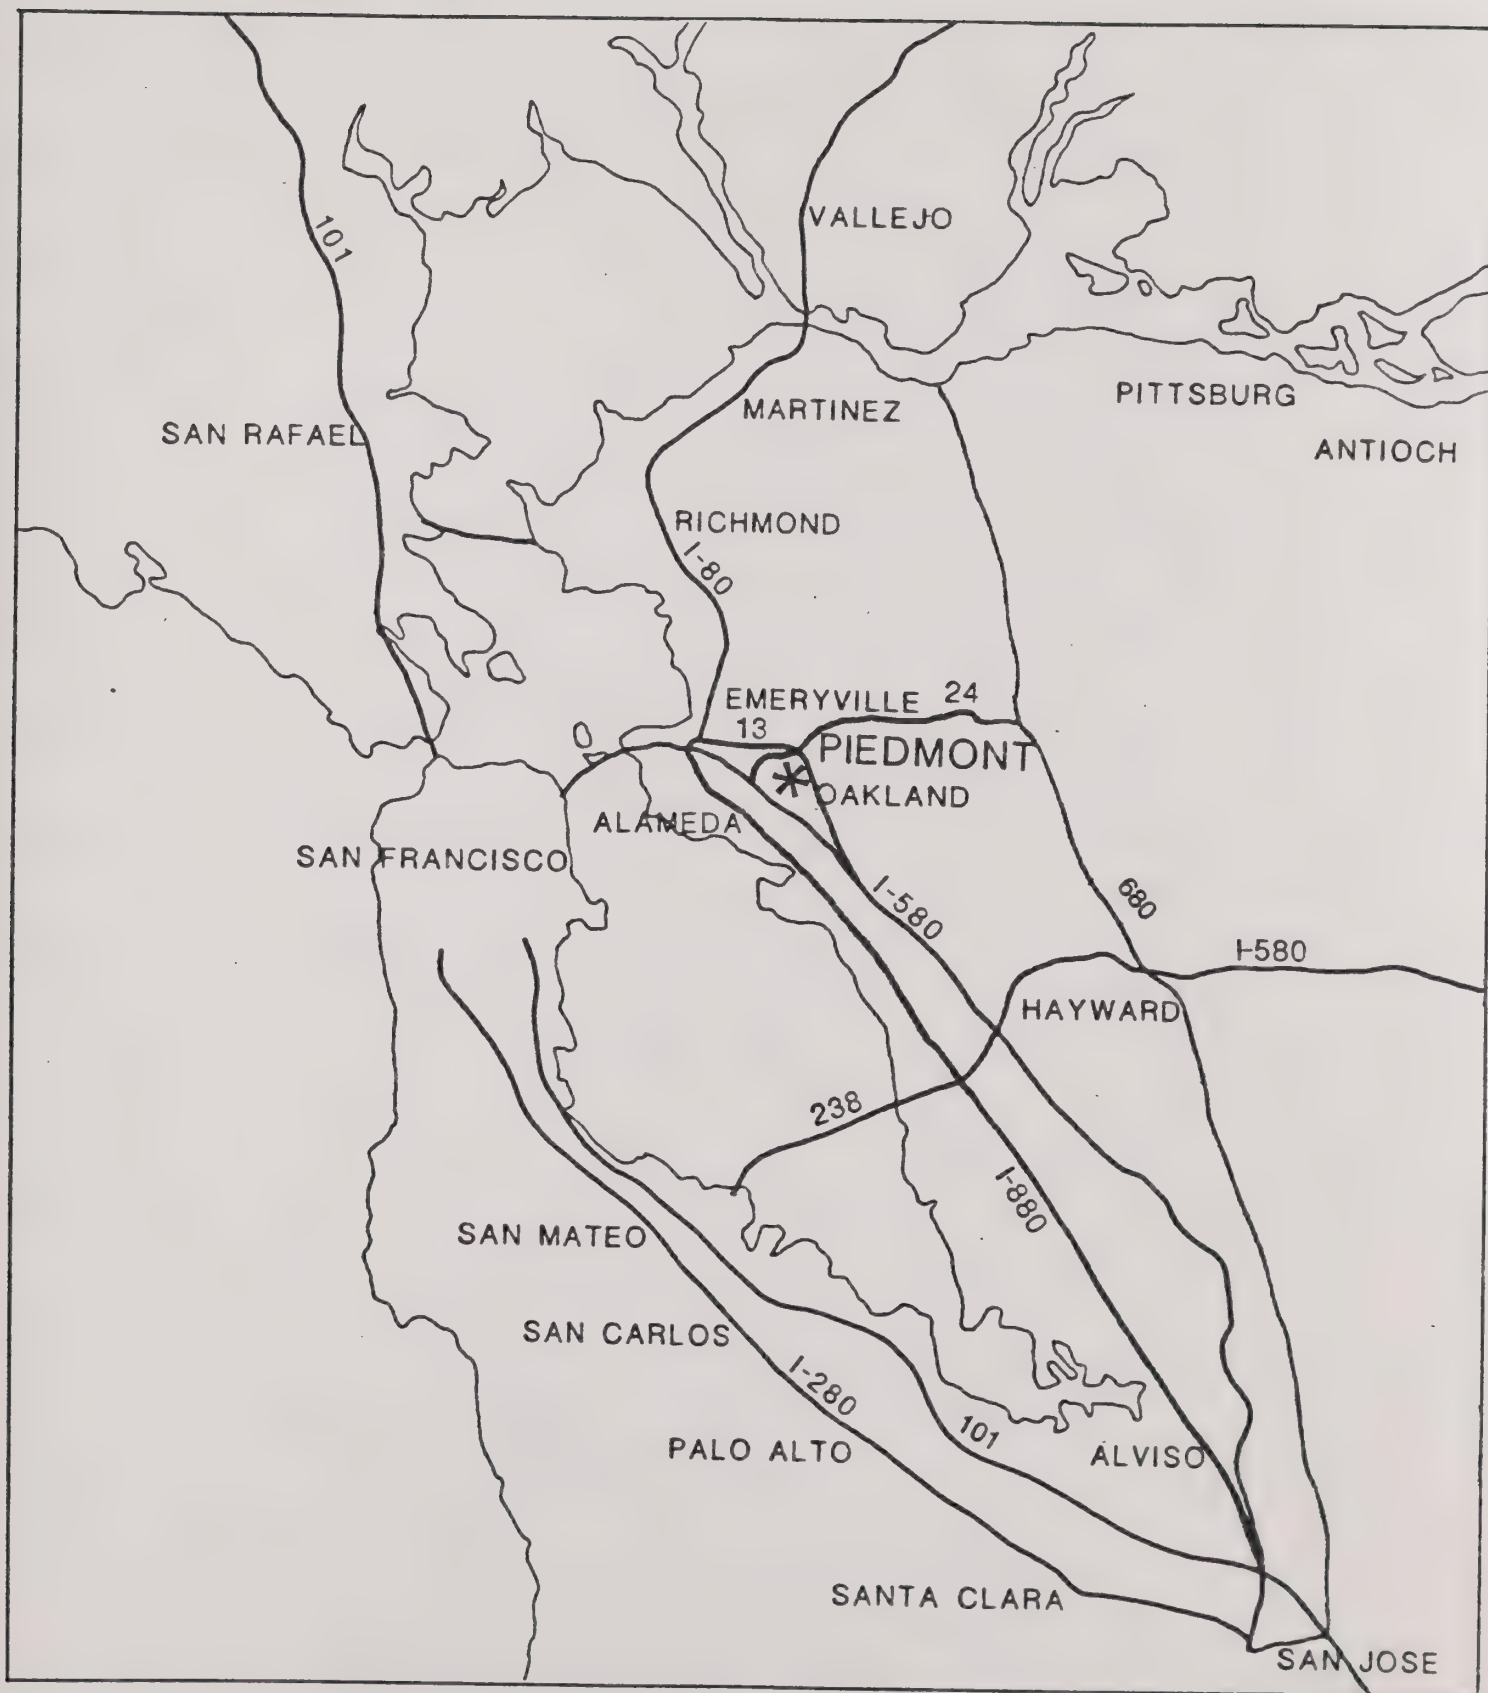 101
VALLEJO
PITTSBURG
MARTINEZ
SAN RAFAEL
ANTIOCH
RICHMOND
I-80
EMERYVILLE 24
13
PIEDMONT
*
OAKLAND
ALAMEDA
SAN FRANCISCO
I-580
680
I-580
HAYWARD
238
I-880
SAN MATEO
SAN CARLOS
I-280
101
PALO ALTO
ALVISO
SANTA CLARA
SAN JOSE